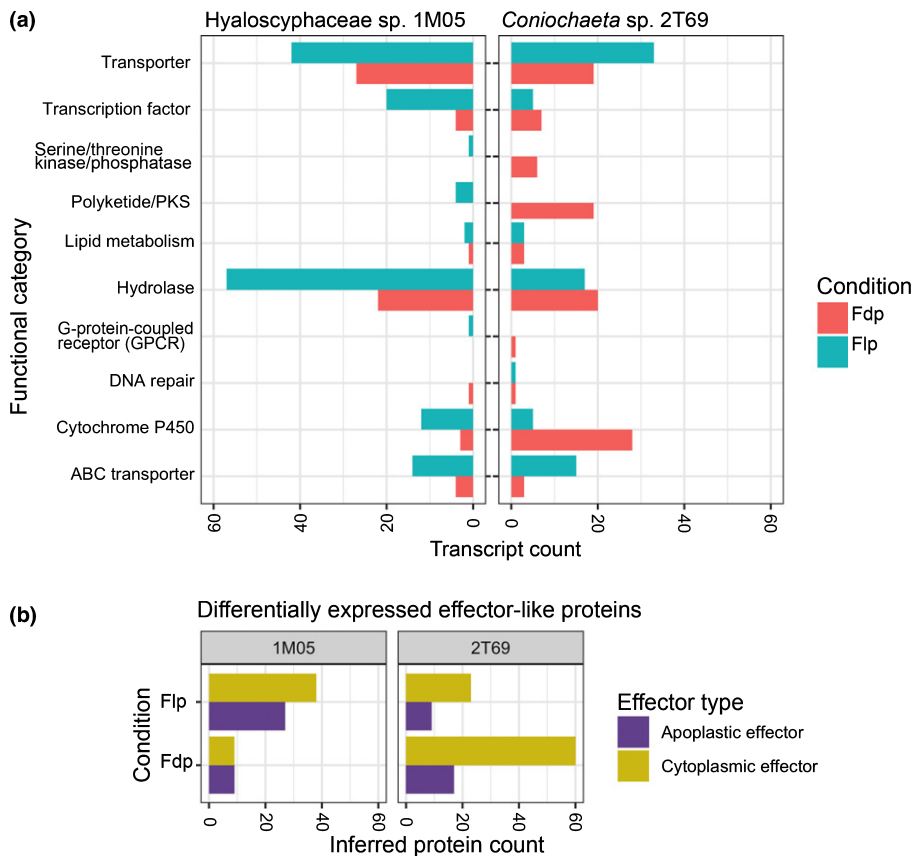 (a)
Hyaloscyphaceae sp. 1M05
Coniochaeta sp. 2T69
Functional category
Transporter
Transcription factor
Serine/threonine
kinase/phosphatase
Polyketide/PKS
Lipid metabolism
Hydrolase
G-protein-coupled
receptor (GPCR)
DNA repair
Cytochrome P450
ABC transporter
60 40 20 0
0 20 40 60
Transcript count
Condition
Fdp
Flp
(b)
Differentially expressed effector-like proteins
1M05
2T69
Condition
Flp
Fdp
0 20 40 60
0 20 40 60
Inferred protein count
Effector type
Apoplastic effector
Cytoplasmic effector